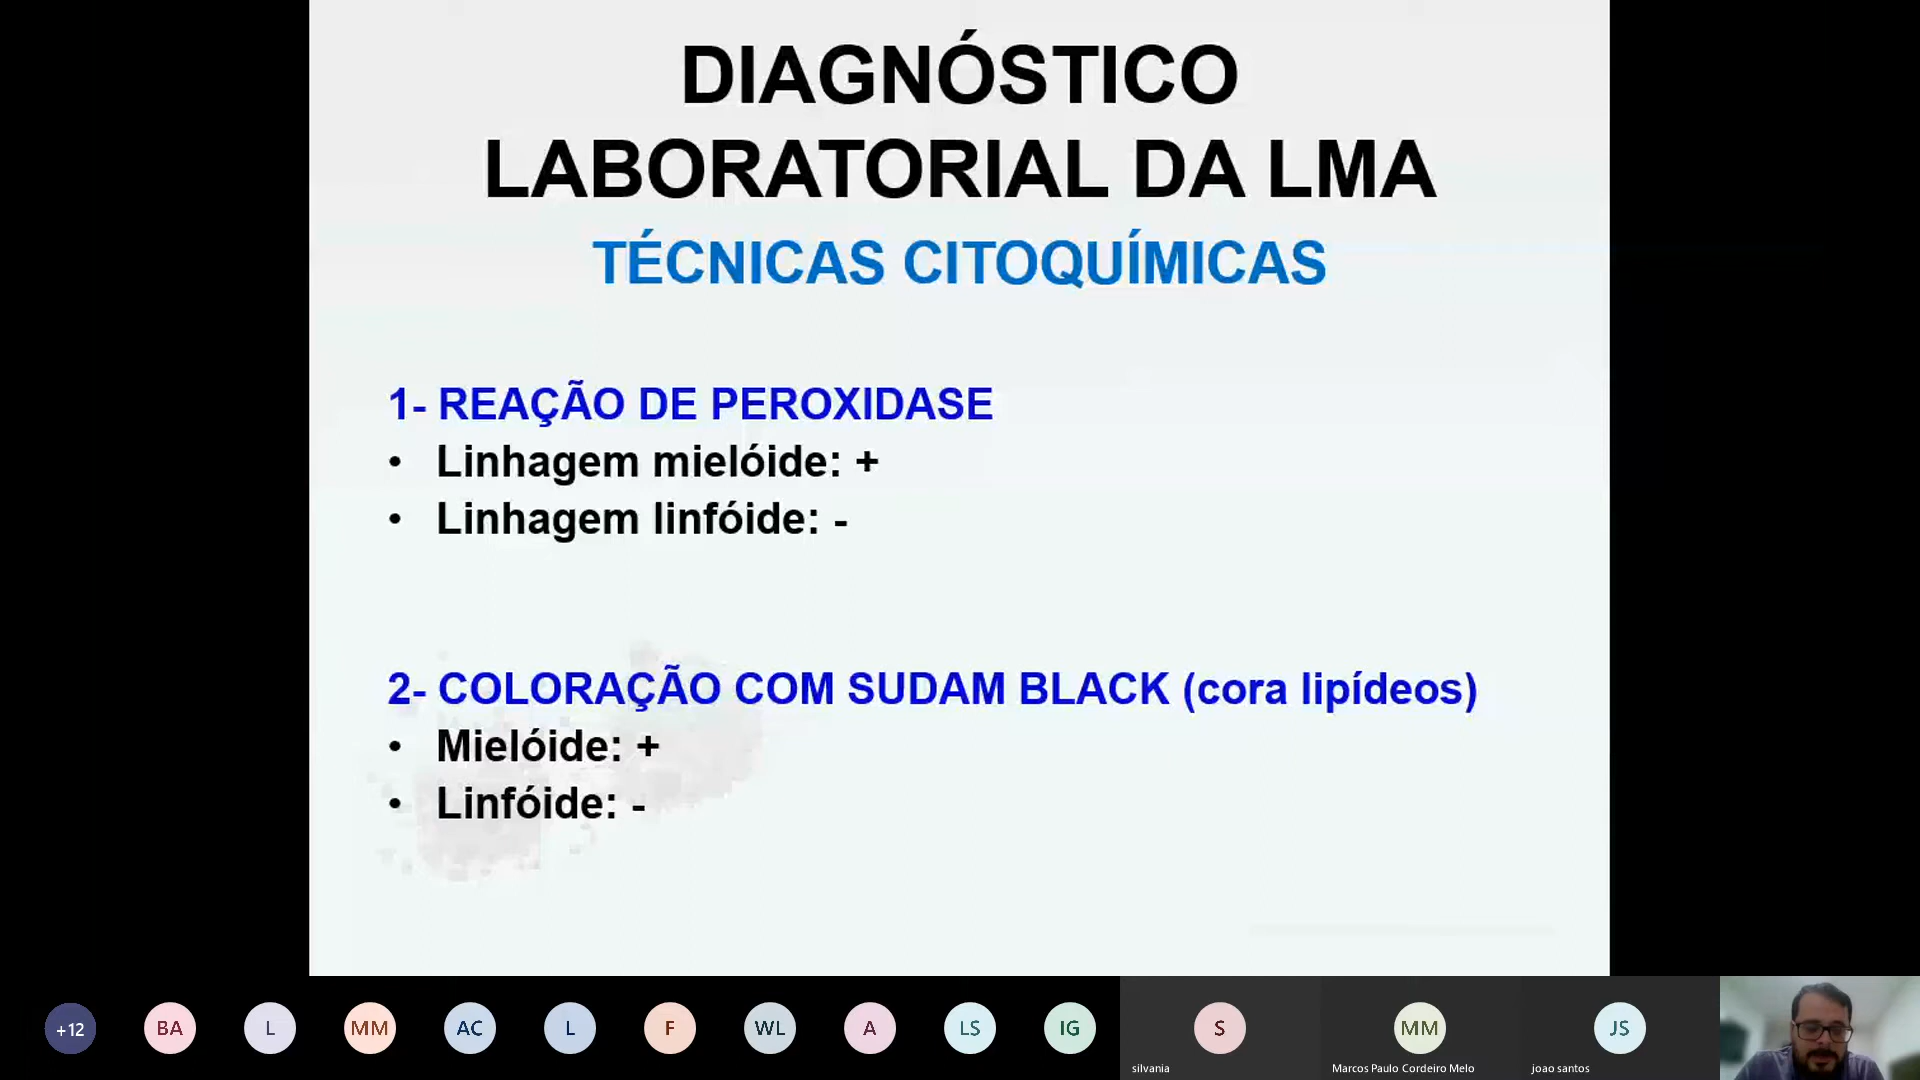 DIAGNÓSTICO
LABORATORIAL DA LMA
TÉCNICAS CITOQUÍMICAS
1- REAÇÃO DE PEROXIDASE
• Linhagem mielóide: +
• Linhagem linfóide: -
2- COLORAÇÃO COM SUDAM BLACK (cora lipídeos)
• Mielóide: +
• Linfóide: -
+12 BA L MM AC L F WL A LS IG S MM JS
silvania Marcos Paulo Cordeiro Melo joao santos